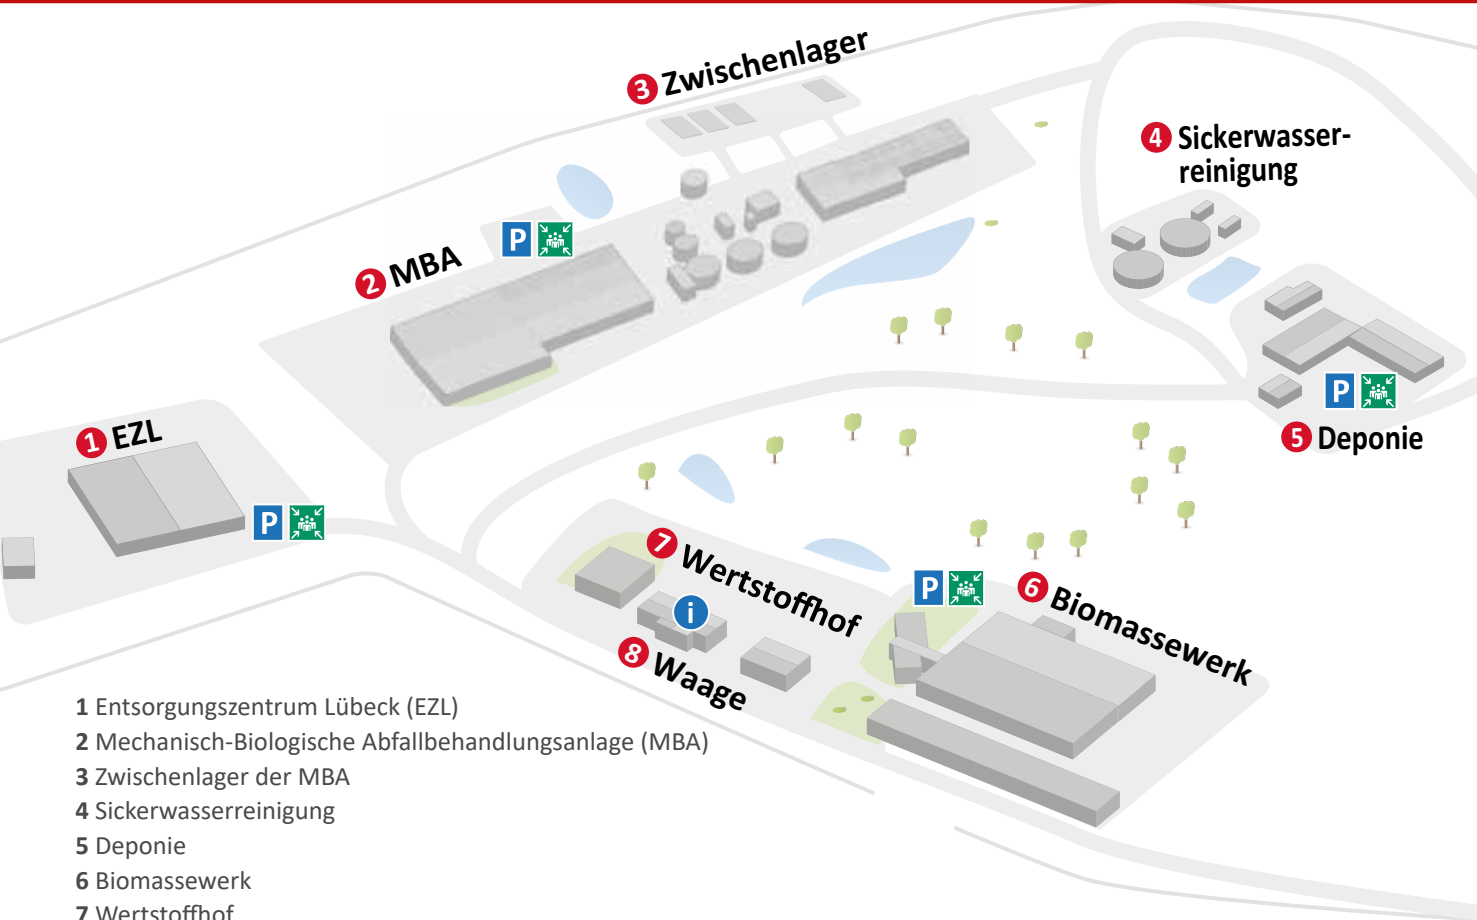 3 Zwischenlager
4 Sickerwasser-
reinigung
P
2 MBA
P
5 Deponie
1 EZL
P
7 Wertstoffhof
P
6 Biomassewerk
i
8 Waage
1 Entsorgungszentrum Lübeck (EZL)
2 Mechanisch-Biologische Abfallbehandlungsanlage (MBA)
3 Zwischenlager der MBA
4 Sickerwasserreinigung
5 Deponie
6 Biomassewerk
7 Wertstoffhof